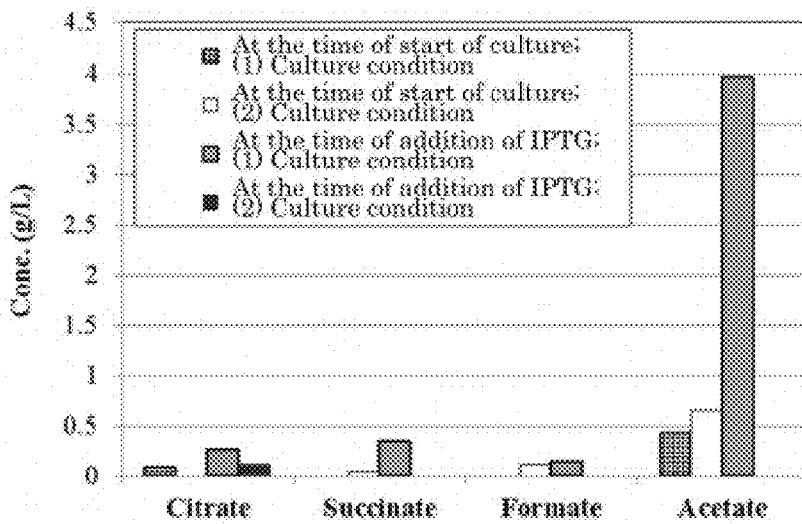 4.5
4
3.5
3
2.5
2
1.5
1
0.5
0
Conc. (g/L)
At the time of start of culture;
(1) Culture condition
At the time of start of culture;
(2) Culture condition
At the time of addition of IPTG;
(1) Culture condition
At the time of addition of IPTG;
(2) Culture condition
Citrate Succinate Formate Acetate